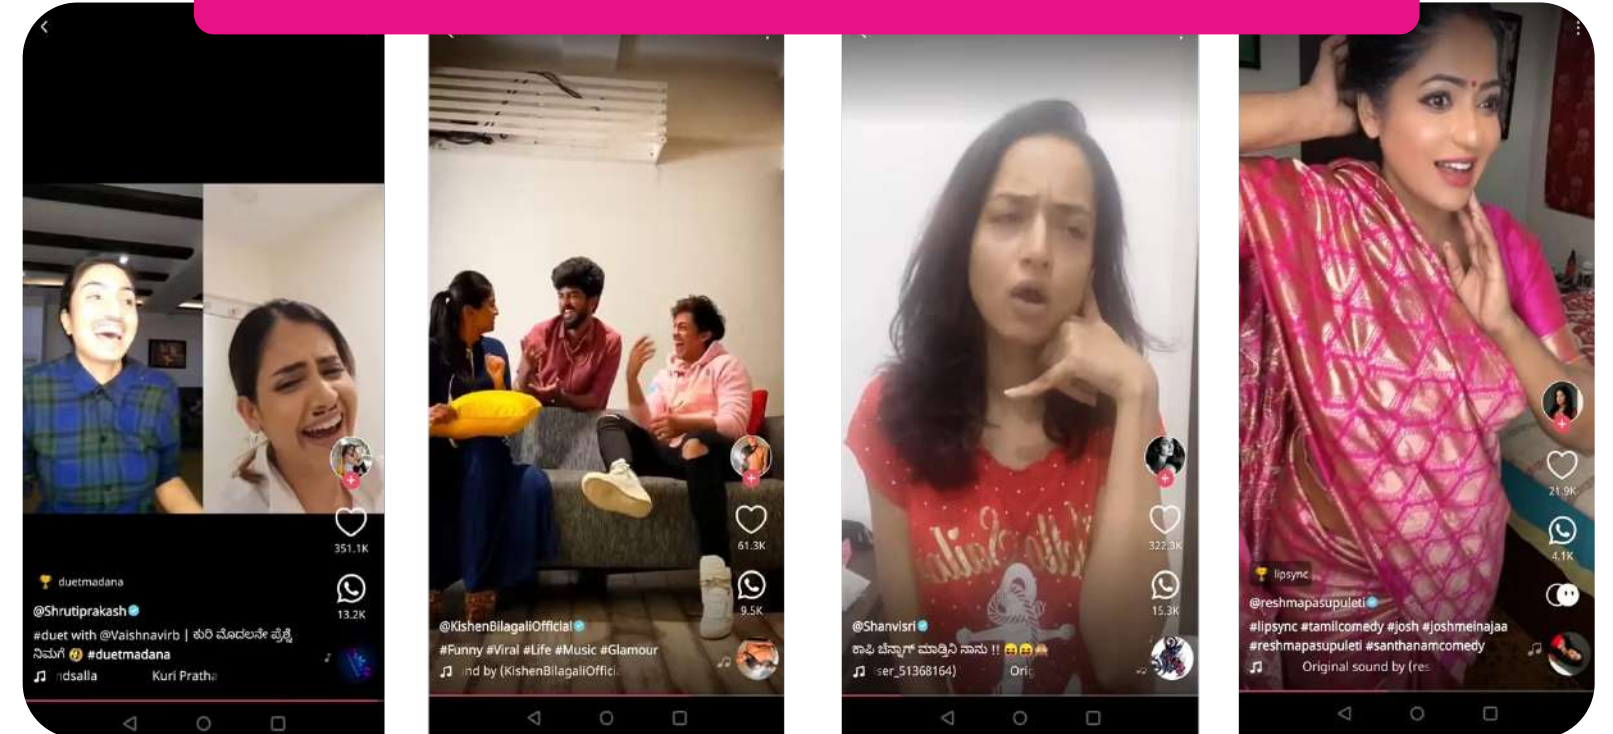 351.1K
13.2K
duetmadana
@Shrutiprakash
#duet with @Vaishnavirb | ಕುರಿ ಮೊದಲನೇ ಪ್ರಶ್ನೆ
ನಿಮಗೆ 🤣 #duetmadana
ndsalla Kuri Pratha
61.3K
9.5K
@KishenBilagaliOfficial
#Funny #Viral #Life #Music #Glamour
nd by (KishenBilagaliOffici
322.3K
15.3K
@Shanvisri
ಕಾಫಿ ಬೆನ್ನಾಗ್ ಮಾಡ್ತಿನಿ ನಾನು !! 😝😝🙈
ser_51368164) Orig
21.9K
4.1K
lipsync
@reshmapasupuleti
#lipsync #tamilcomedy #josh #joshmeinajaa
#reshmapasupuleti #santhanamcomedy
Original sound by (res